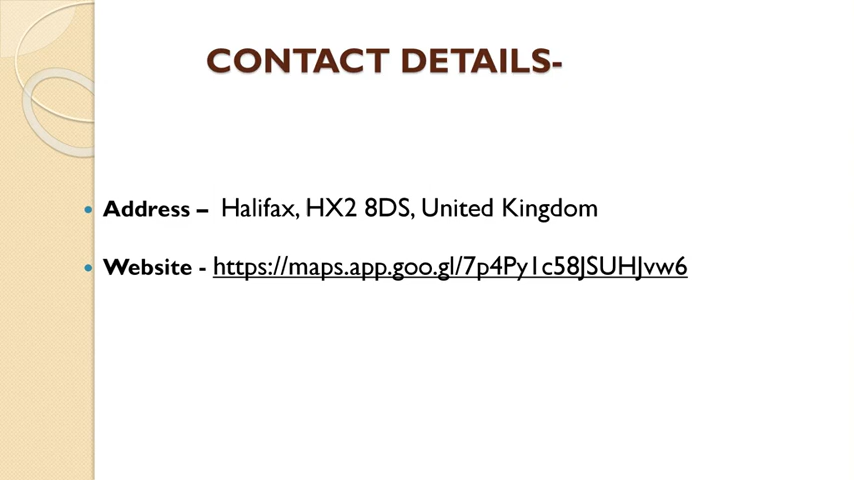 CONTACT DETAILS-
• Address – Halifax, HX2 8DS, United Kingdom
• Website - https://maps.app.goo.gl/7p4Py1c58JSUHJvw6